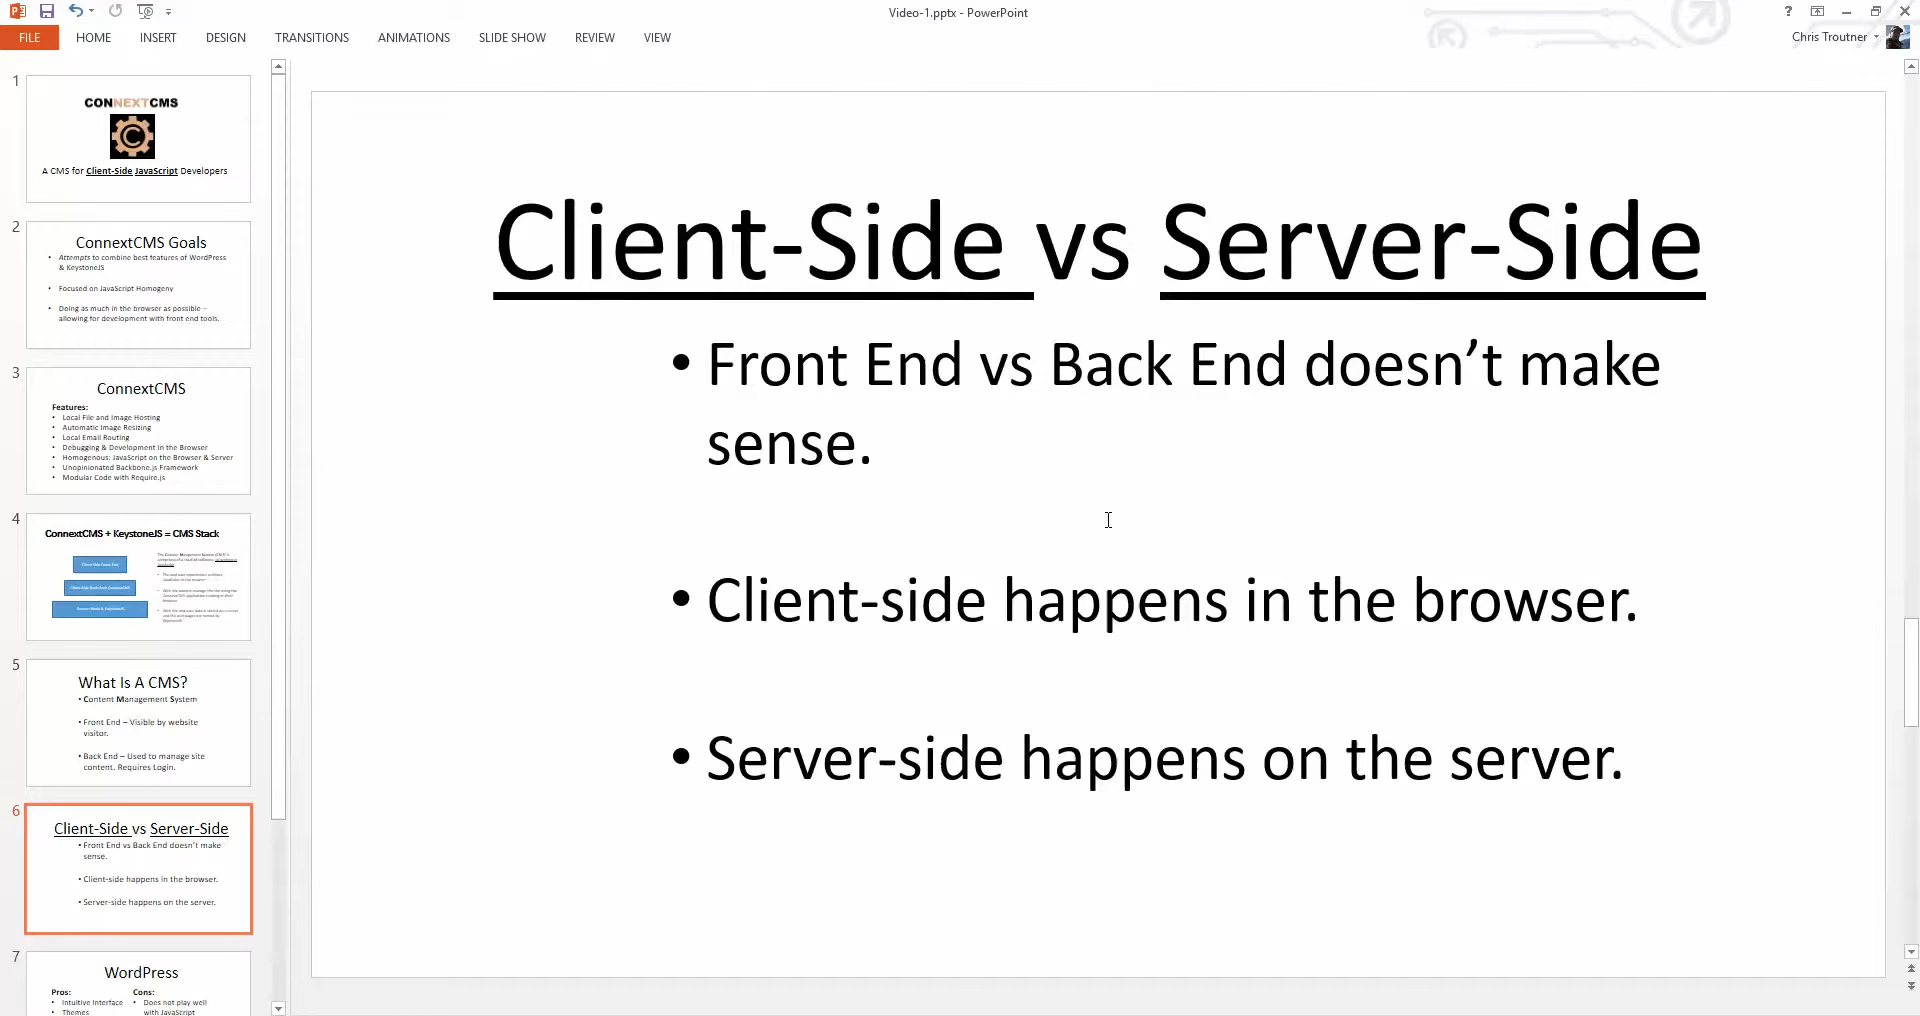 Video-1.pptx - PowerPoint
FILE HOME INSERT DESIGN TRANSITIONS ANIMATIONS SLIDE SHOW REVIEW VIEW
Chris Troutner
1
CONNEXTCMS
A CMS for Client-Side JavaScript Developers
2
ConnextCMS Goals
• Attempts to combine best features of WordPress
& KeystoneJS
• Focused on JavaScript Homogeny
• Doing as much in the browser as possible –
allowing for development with front end tools.
3
ConnextCMS
Features:
• Local File and Image Hosting
• Automatic Image Resizing
• Local Email Routing
• Debugging & Development in the Browser
• Homogenous: JavaScript on the Browser & Server
• Unopinionated Backbone.js Framework
• Modular Code with Require.js
4
ConnextCMS + KeystoneJS = CMS Stack
5
What Is A CMS?
• Content Management System
• Front End – Visible by website
visitor.
• Back End – Used to manage site
content. Requires Login.
6
Client-Side vs Server-Side
• Front End vs Back End doesn't make
sense.
• Client-side happens in the browser.
• Server-side happens on the server.
7
WordPress
Pros: Cons:
• Intuitive Interface • Does not play well
• Themes with JavaScript
Client-Side vs Server-Side
• Front End vs Back End doesn’t make
sense.
• Client-side happens in the browser.
• Server-side happens on the server.